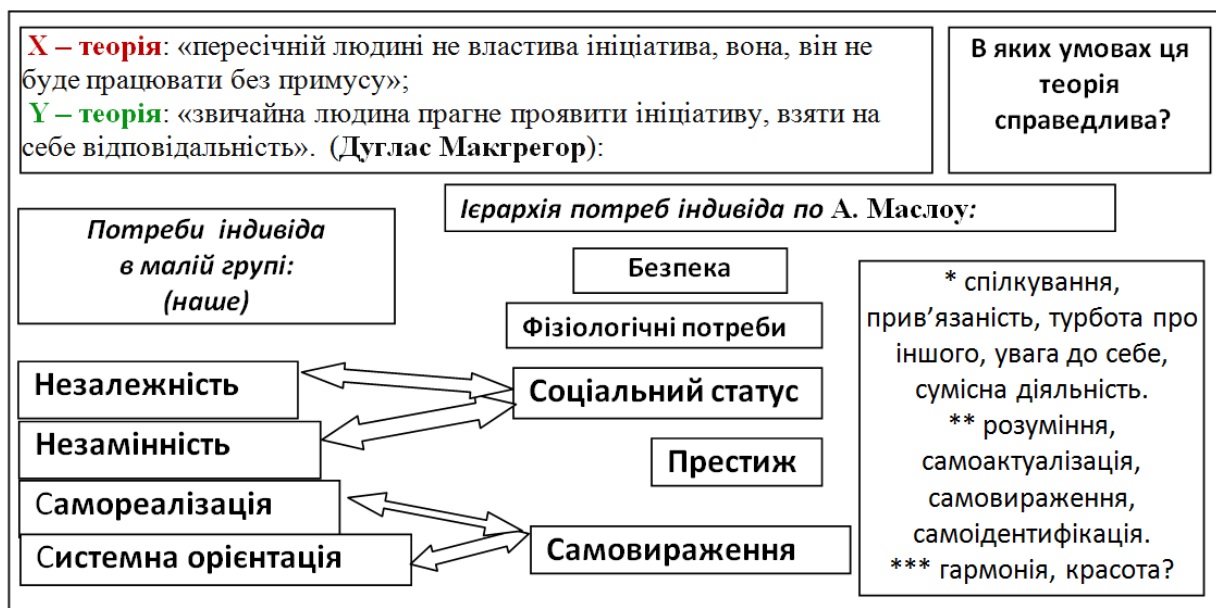 X – теорія: «пересічній людині не властива ініціатива, вона, він не
буде працювати без примусу»;
Y – теорія: «звичайна людина прагне проявити ініціативу, взяти на
себе відповідальність». (Дуглас Макгрегор):
В яких умовах ця
теорія
справедлива?
Ієрархія потреб індивіда по А. Маслоу:
Потреби індивіда
в малій групі:
(наше)
Безпека
Фізіологічні потреби
Незалежність
Соціальний статус
Незамінність
Престиж
Самореалізація
Системна орієнтація
Самовираження
* спілкування,
прив’язаність, турбота про
іншого, увага до себе,
сумісна діяльність.
** розуміння,
самоактуалізація,
самовираження,
самоідентифікація.
*** гармонія, красота?